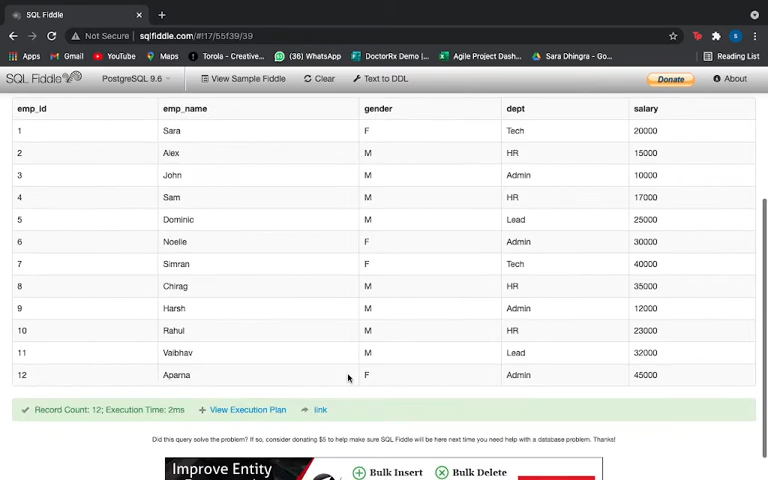 SQL Fiddle
Not Secure | sqlfiddle.com/#!17/55f39/39
Apps Gmail YouTube Maps Torola - Creative... (36) WhatsApp DoctorRx Demo |... Agile Project Dash... Sara Dhingra - Go... Reading List
SQL Fiddle PostgreSQL 9.6 View Sample Fiddle Clear Text to DDL Donate About
emp_id emp_name gender dept salary
1 Sara F Tech 20000
2 Alex M HR 15000
3 John M Admin 10000
4 Sam M HR 17000
5 Dominic M Lead 25000
6 Noelle F Admin 30000
7 Simran F Tech 40000
8 Chirag M HR 35000
9 Harsh M Admin 12000
10 Rahul M HR 23000
11 Vaibhav M Lead 32000
12 Aparna F Admin 45000
Record Count: 12; Execution Time: 2ms View Execution Plan link
Did this query solve the problem? If so, consider donating $5 to help make sure SQL Fiddle will be here next time you need help with a database problem. Thanks!
Improve Entity Bulk Insert Bulk Delete